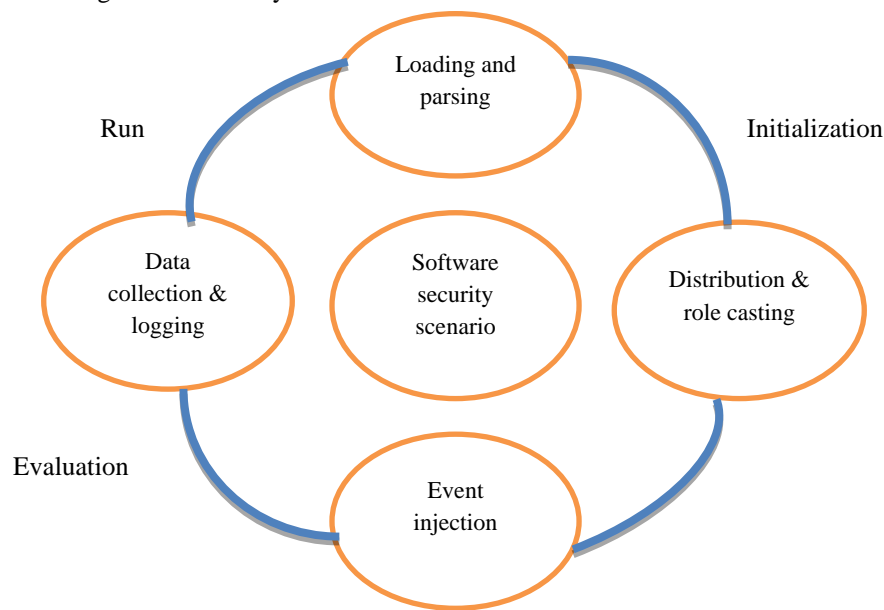 Loading and
parsing
Run
Initialization
Data
collection &
logging
Software
security
scenario
Distribution &
role casting
Evaluation
Event
injection